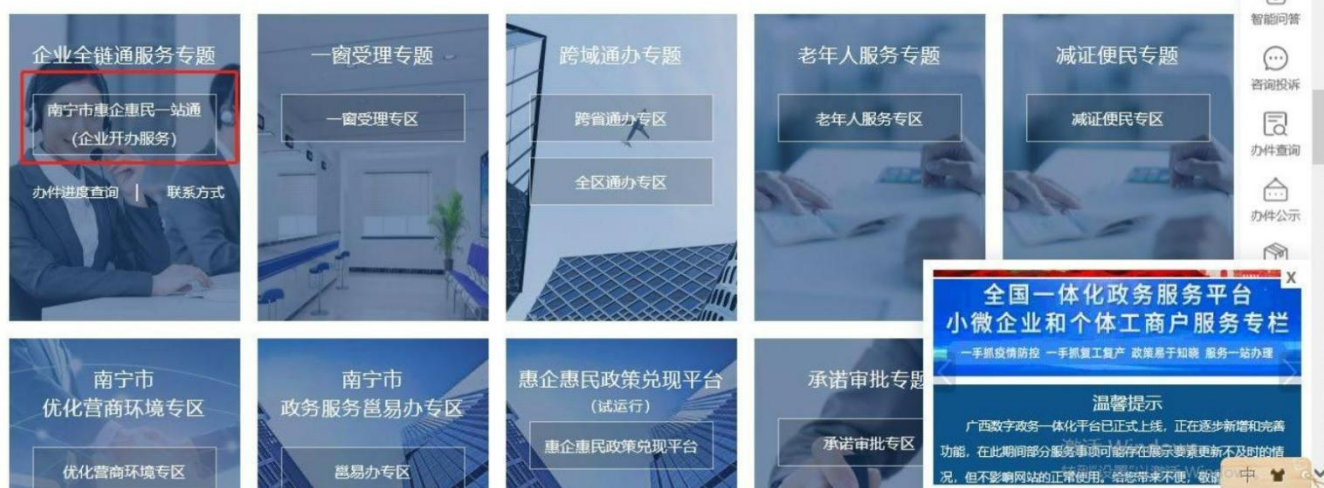 企业全链通服务专题
南宁市惠企惠民一站通
(企业开办服务)
办件进度查询 | 联系方式
一窗受理专题
一窗受理专区
跨域通办专题
跨省通办专区
全区通办专区
老年人服务专题
老年人服务专区
减证便民专题
减证便民专区
智能问答
咨询投诉
办件查询
办件公示
南宁市
优化营商环境专区
优化营商环境专区
南宁市
政务服务邕易办专区
邕易办专区
惠企惠民政策兑现平台
(试运行)
惠企惠民政策兑现平台
承诺审批专题
承诺审批专区
X
全国一体化政务服务平台
小微企业和个体工商户服务专栏
一手抓疫情防控 一手抓复工复产 政策易于知晓 服务一站办理
温馨提示
广西数字政务一体化平台已正式上线，正在逐步新增和完善
功能，在此期间部分服务事项可能存在展示要素更新不及时的情
况，但不影响网站的正常使用。给您带来不便，敬请
中